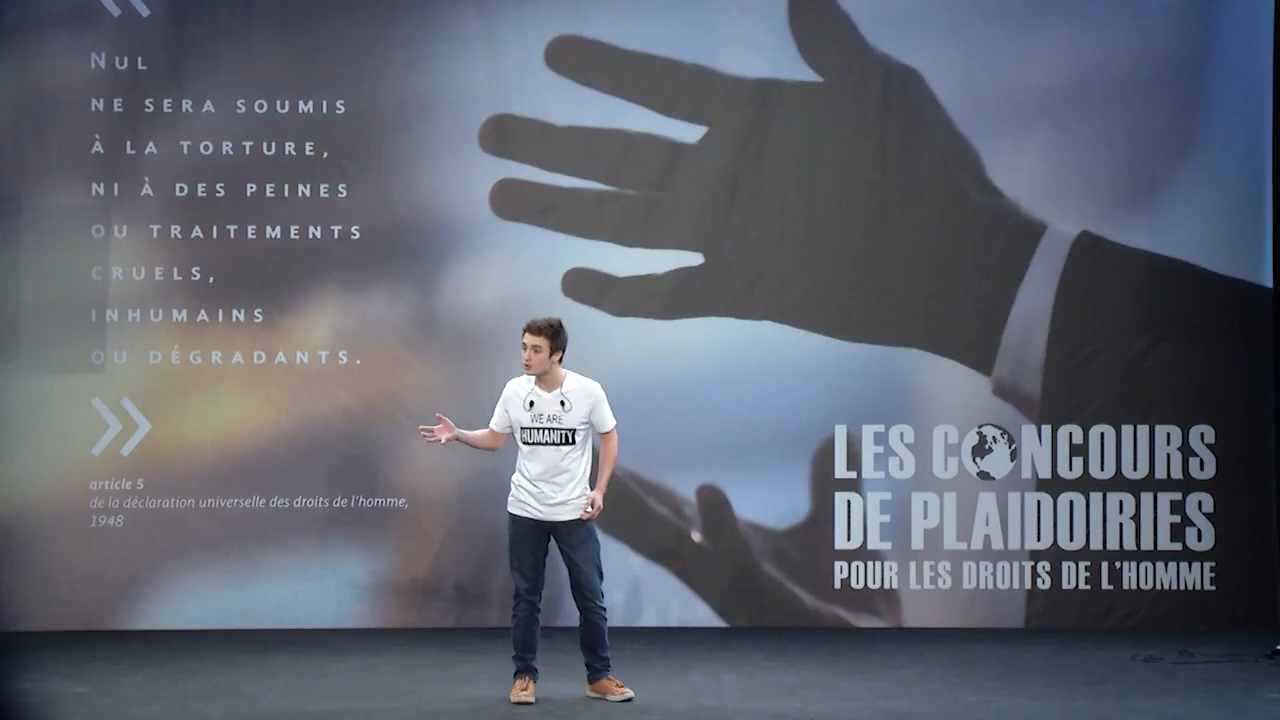 «
NUL
NE SERA SOUMIS
À LA TORTURE,
NI À DES PEINES
OU TRAITEMENTS
CRUELS,
INHUMAINS
OU DÉGRADANTS.
»
article 5
de la déclaration universelle des droits de l'homme,
1948
WE ARE
HUMANITY
LES CONCOURS
DE PLAIDOIRIES
POUR LES DROITS DE L'HOMME